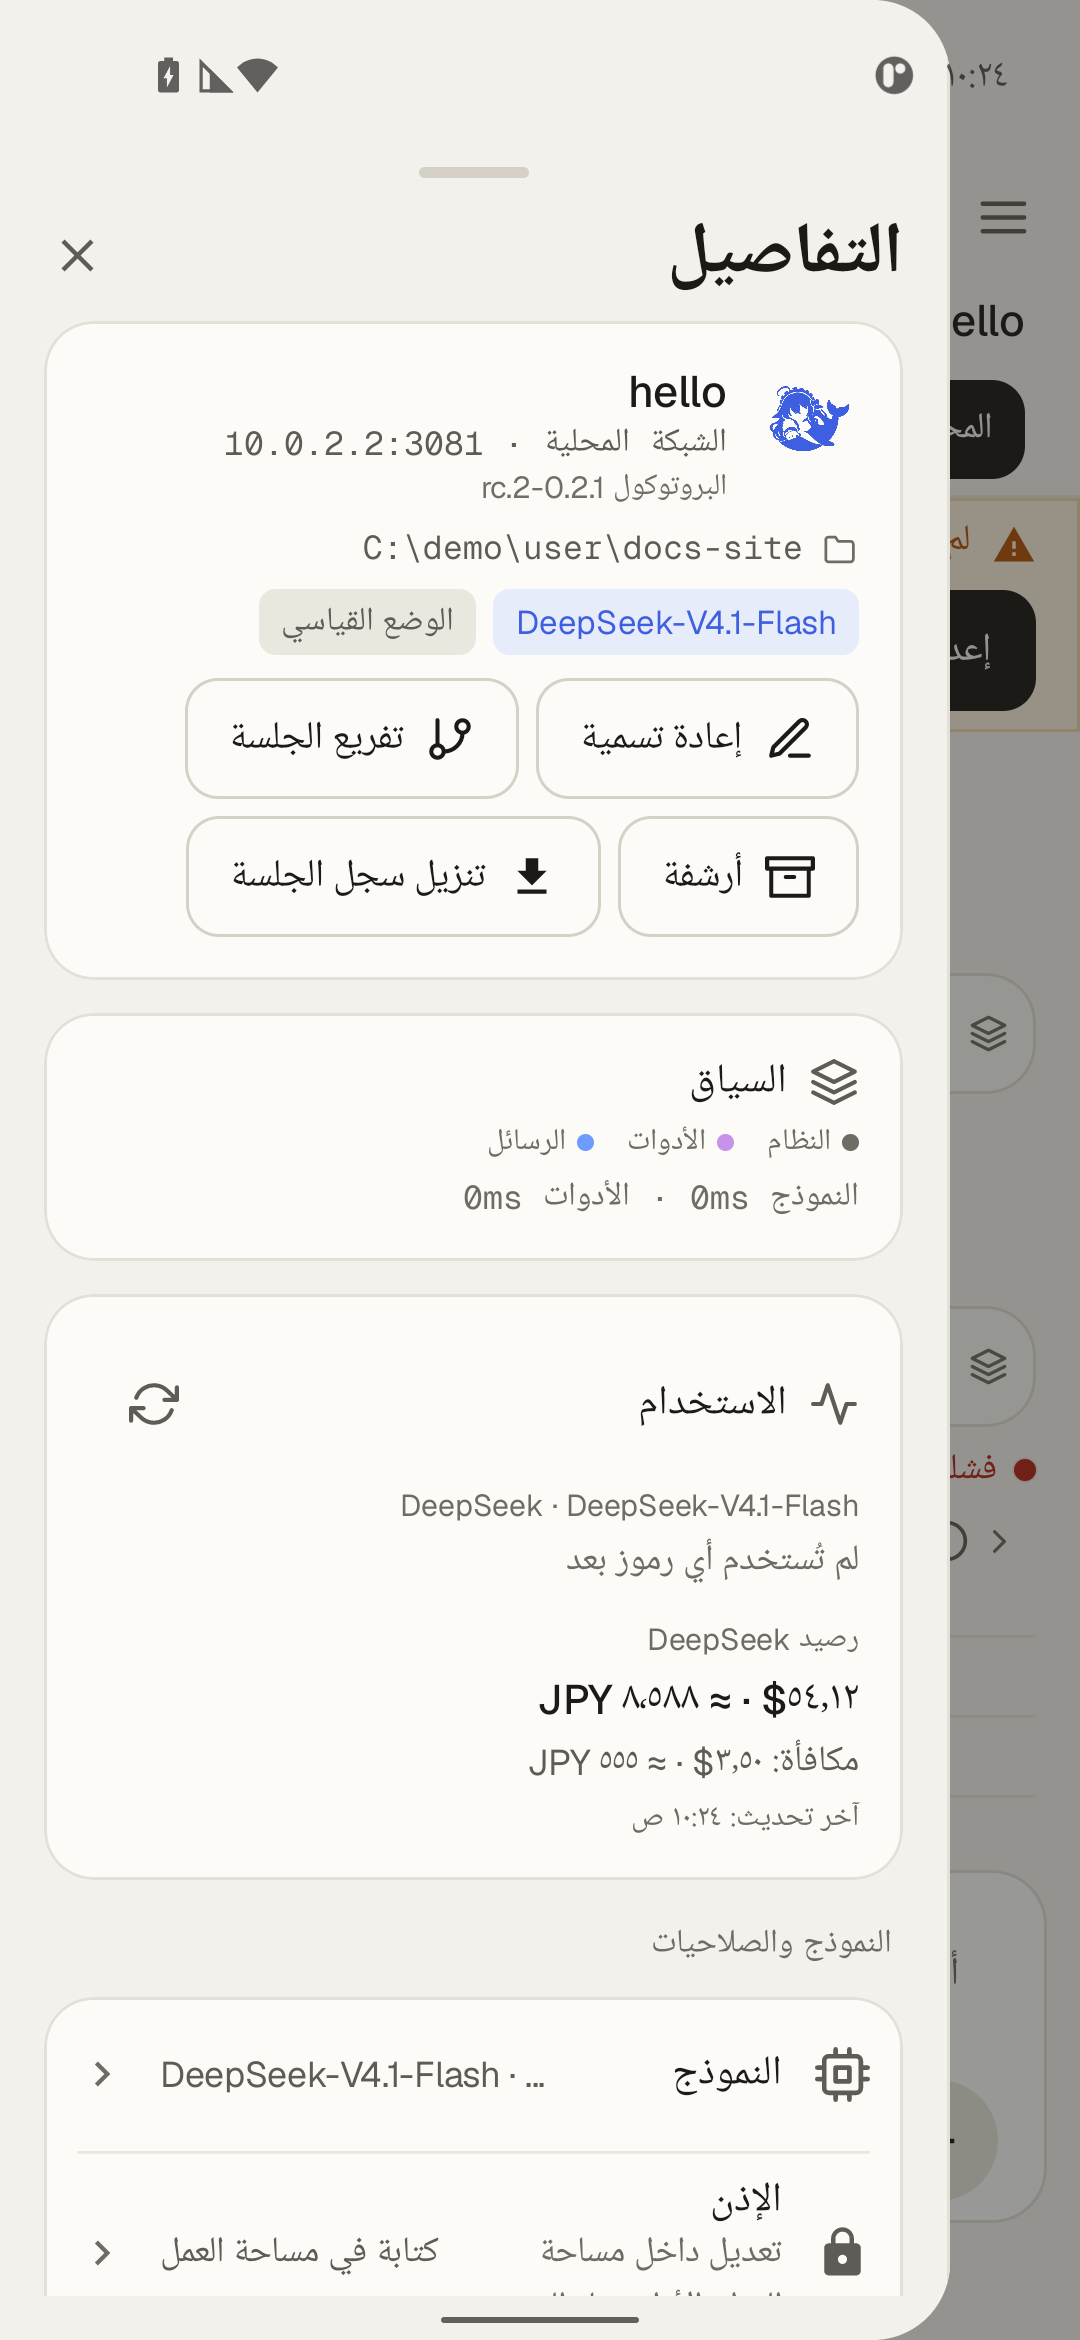 ١٠:٢٤
التفاصيل
hello
الشبكة المحلية · 10.0.2.2:3081
البروتوكول rc.2-0.2.1
C:\demo\user\docs-site
DeepSeek-V4.1-Flash
الوضع القياسي
إعادة تسمية
تفريع الجلسة
أرشفة
تنزيل سجل الجلسة
السياق
النظام
الأدوات
الرسائل
النموذج 0ms · الأدوات 0ms
الاستخدام
DeepSeek · DeepSeek-V4.1-Flash
لم تُستخدم أي رموز بعد
رصيد DeepSeek
٥٤,١٢$ · ≈ ٨،٥٨٨ JPY
مكافأة: ٣,٥٠$ · ≈ ٥٥٥ JPY
آخر تحديث: ١٠:٢٤ ص
النموذج والصلاحيات
النموذج
DeepSeek-V4.1-Flash · ...
الإذن
تعديل داخل مساحة
كتابة في مساحة العمل